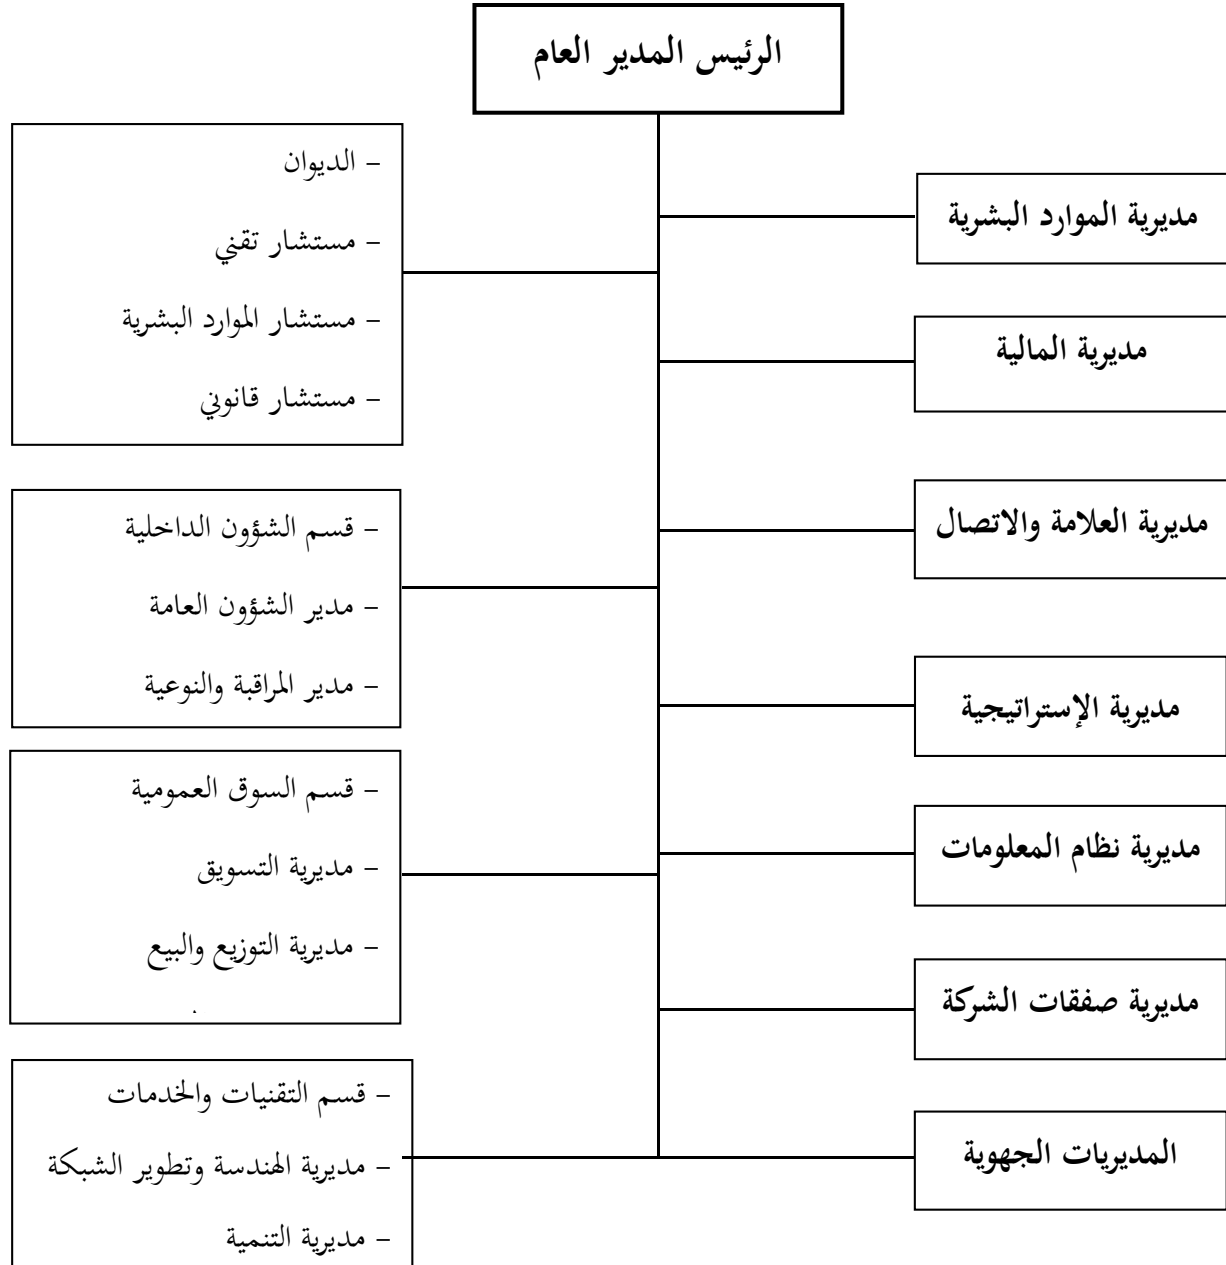 الرئيس المدير العام
مديرية الموارد البشرية
مديرية المالية
مديرية العلامة والاتصال
مديرية الإستراتيجية
مديرية نظام المعلومات
مديرية صفقات الشركة
المديريات الجهوية
- الديوان
- مستشار تقني
- مستشار الموارد البشرية
- مستشار قانوني
- قسم الشؤون الداخلية
- مدير الشؤون العامة
- مدير المراقبة والنوعية
- قسم السوق العمومية
- مديرية التسويق
- مديرية التوزيع والبيع
- قسم التقنيات والخدمات
- مديرية الهندسة وتطوير الشبكة
- مديرية التنمية